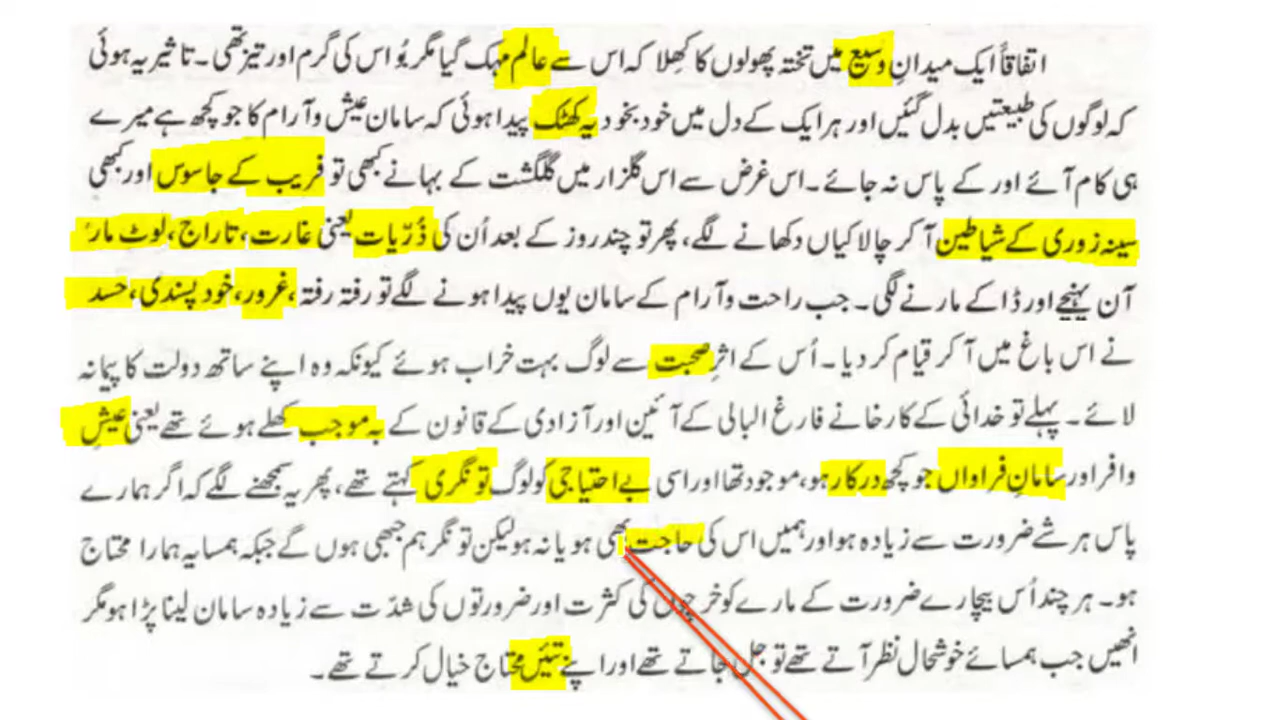 اتفاقاً ایک میدانِ وسیع میں تختہ پھولوں کا کھِلا کہ اس سے عالم مہک گیا مگر بُو اس کی گرم اور تیز تھی۔ تاثیر یہ ہوئی
کہ لوگوں کی طبیعتیں بدل گئیں اور ہر ایک کے دل میں خود بخود یہ کھٹک پیدا ہوئی کہ سامان عیش و آرام کا جو کچھ ہے میرے
ہی کام آئے اور کے پاس نہ جائے۔ اس غرض سے اس گلزار میں گلگشت کے بہانے کبھی تو فریب کے جاسوس اور کبھی
سینہ زوری کے شیاطین آ کر چالاکیاں دکھانے لگے، پھر تو چند روز کے بعد اُن کی ذُرّیات یعنی غارت، تاراج، لوٹ مار
آن پہنچے اور ڈاکے مارنے لگی۔ جب راحت و آرام کے سامان یوں پیدا ہونے لگے تو رفتہ رفتہ، غرور، خود پسندی، حسد
نے اس باغ میں آ کر قیام کر دیا۔ اُس کے اثرِ صحبت سے لوگ بہت خراب ہوئے کیونکہ وہ اپنے ساتھ دولت کا پیمانہ
لائے۔ پہلے تو خدائی کے کارخانے فارغ البالی کے آئین اور آزادی کے قانون کے بہ موجب کھلے ہوئے تھے یعنی عیشِ
وافر اور سامانِ فراواں جو کچھ درکار ہو، موجود تھا اور اسی بے احتیاجی کو لوگ تونگری کہتے تھے، پھر یہ سمجھنے لگے کہ اگر ہمارے
پاس ہر شے ضرورت سے زیادہ ہو اور ہمیں اس کی حاجت بھی ہو یا نہ ہو لیکن تونگر ہم جبھی ہوں گے جبکہ ہمسایہ ہمارا محتاج
ہو۔ ہر چند اُس بیچارے ضرورت کے مارے کو خرچوں کی کثرت اور ضرورتوں کی شدّت سے زیادہ سامان لینا پڑا ہو مگر
انھیں جب ہمسائے خوشحال نظر آتے تھے تو جل جاتے تھے اور اپنے تئیں محتاج خیال کرتے تھے۔